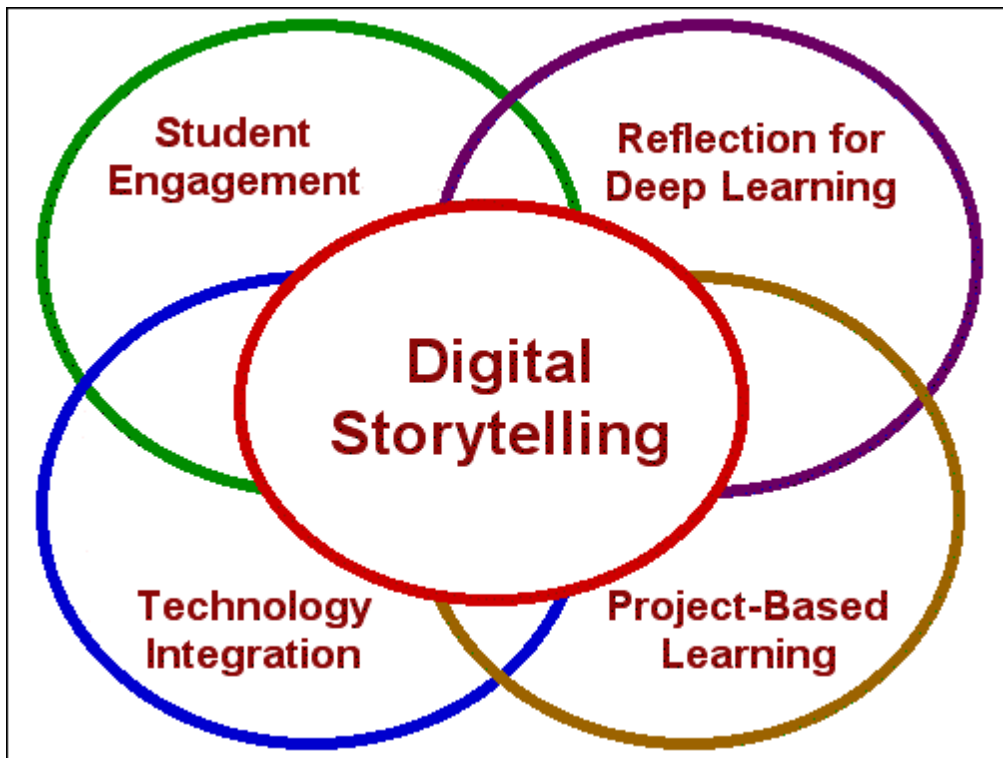 Student
Engagement
Reflection for
Deep Learning
Digital
Storytelling
Technology
Integration
Project-Based
Learning